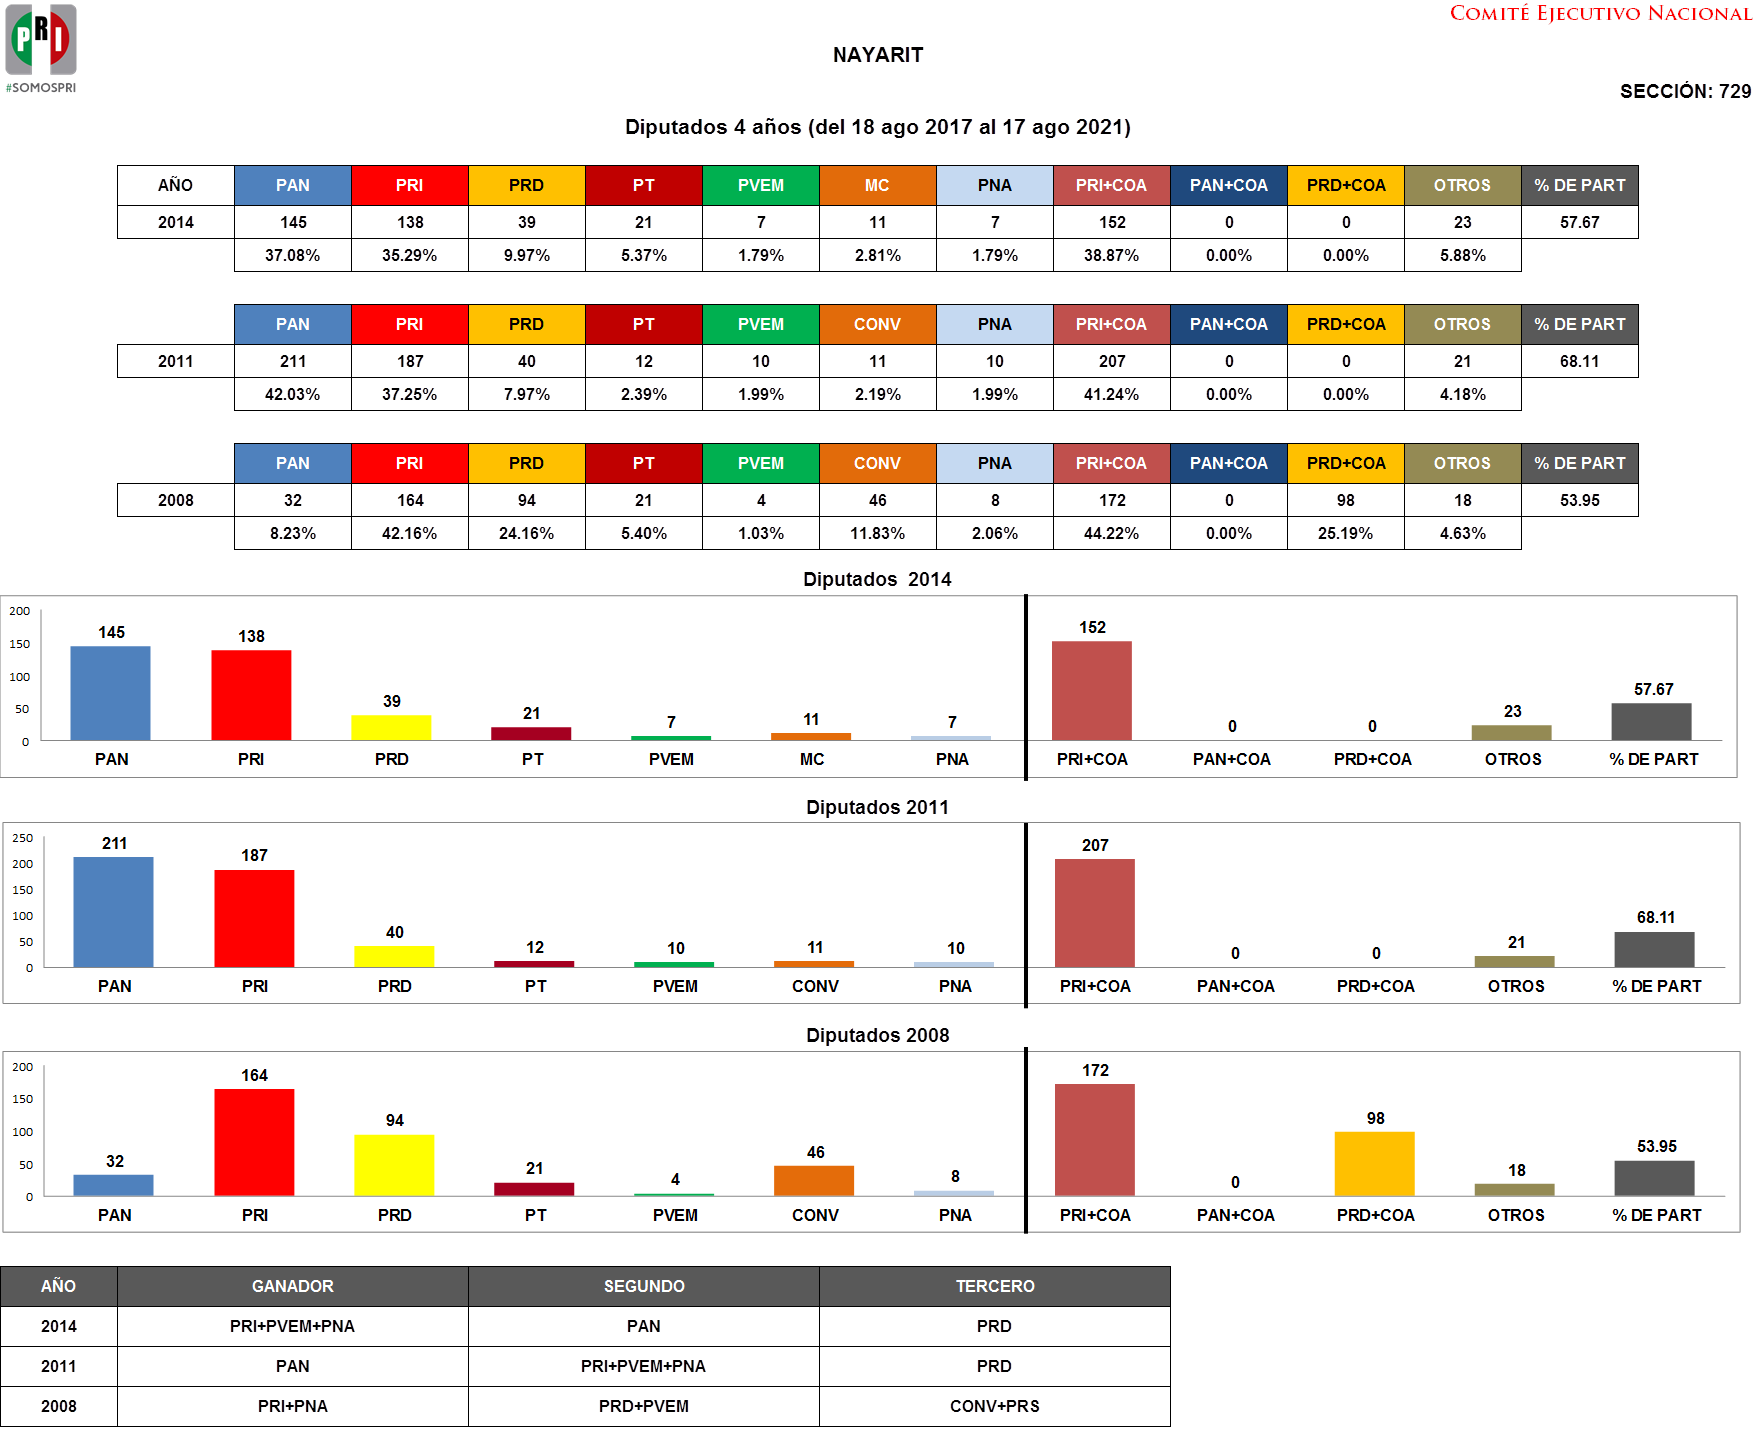 PRI
#SOMOSPRI
COMITÉ EJECUTIVO NACIONAL
NAYARIT
SECCIÓN: 729
Diputados 4 años (del 18 ago 2017 al 17 ago 2021)
AÑO PAN PRI PRD PT PVEM MC PNA PRI+COA PAN+COA PRD+COA OTROS % DE PART
2014 145 138 39 21 7 11 7 152 0 0 23 57.67
37.08% 35.29% 9.97% 5.37% 1.79% 2.81% 1.79% 38.87% 0.00% 0.00% 5.88%
PAN PRI PRD PT PVEM CONV PNA PRI+COA PAN+COA PRD+COA OTROS % DE PART
2011 211 187 40 12 10 11 10 207 0 0 21 68.11
42.03% 37.25% 7.97% 2.39% 1.99% 2.19% 1.99% 41.24% 0.00% 0.00% 4.18%
PAN PRI PRD PT PVEM CONV PNA PRI+COA PAN+COA PRD+COA OTROS % DE PART
2008 32 164 94 21 4 46 8 172 0 98 18 53.95
8.23% 42.16% 24.16% 5.40% 1.03% 11.83% 2.06% 44.22% 0.00% 25.19% 4.63%
Diputados 2014
200
150
100
50
0
145 138 39 21 7 11 7 152 0 0 23 57.67
PAN PRI PRD PT PVEM MC PNA PRI+COA PAN+COA PRD+COA OTROS % DE PART
Diputados 2011
250
200
150
100
50
0
211 187 40 12 10 11 10 207 0 0 21 68.11
PAN PRI PRD PT PVEM CONV PNA PRI+COA PAN+COA PRD+COA OTROS % DE PART
Diputados 2008
200
150
100
50
0
32 164 94 21 4 46 8 172 0 98 18 53.95
PAN PRI PRD PT PVEM CONV PNA PRI+COA PAN+COA PRD+COA OTROS % DE PART
AÑO GANADOR SEGUNDO TERCERO
2014 PRI+PVEM+PNA PAN PRD
2011 PAN PRI+PVEM+PNA PRD
2008 PRI+PNA PRD+PVEM CONV+PRS